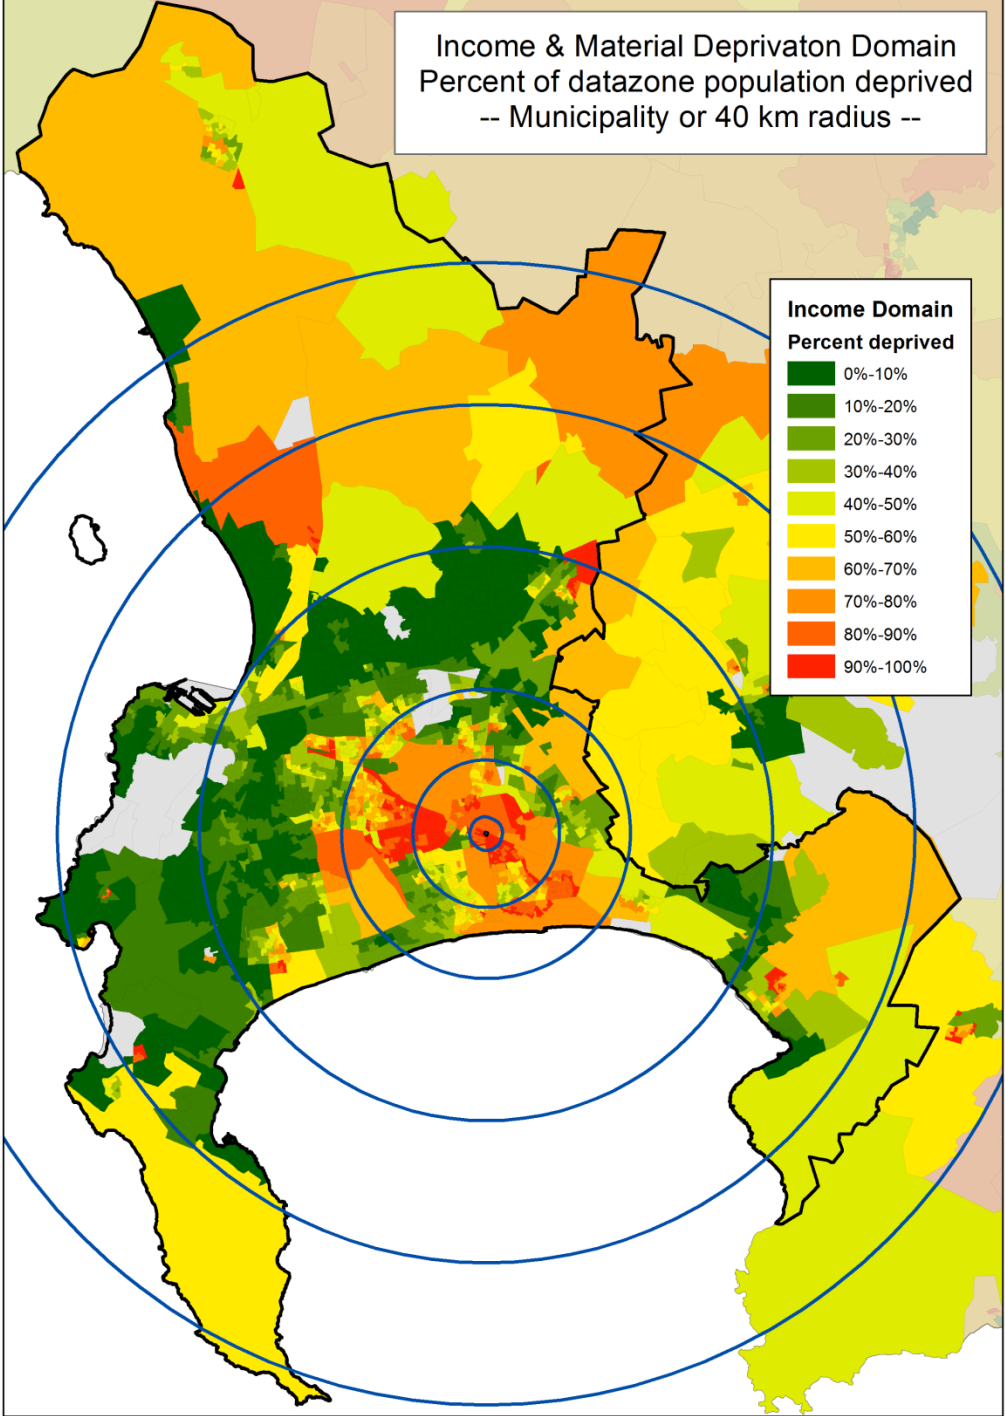 Income & Material Deprivaton Domain
Percent of datazone population deprived
-- Municipality or 40 km radius --
Income Domain
Percent deprived
0%-10%
10%-20%
20%-30%
30%-40%
40%-50%
50%-60%
60%-70%
70%-80%
80%-90%
90%-100%